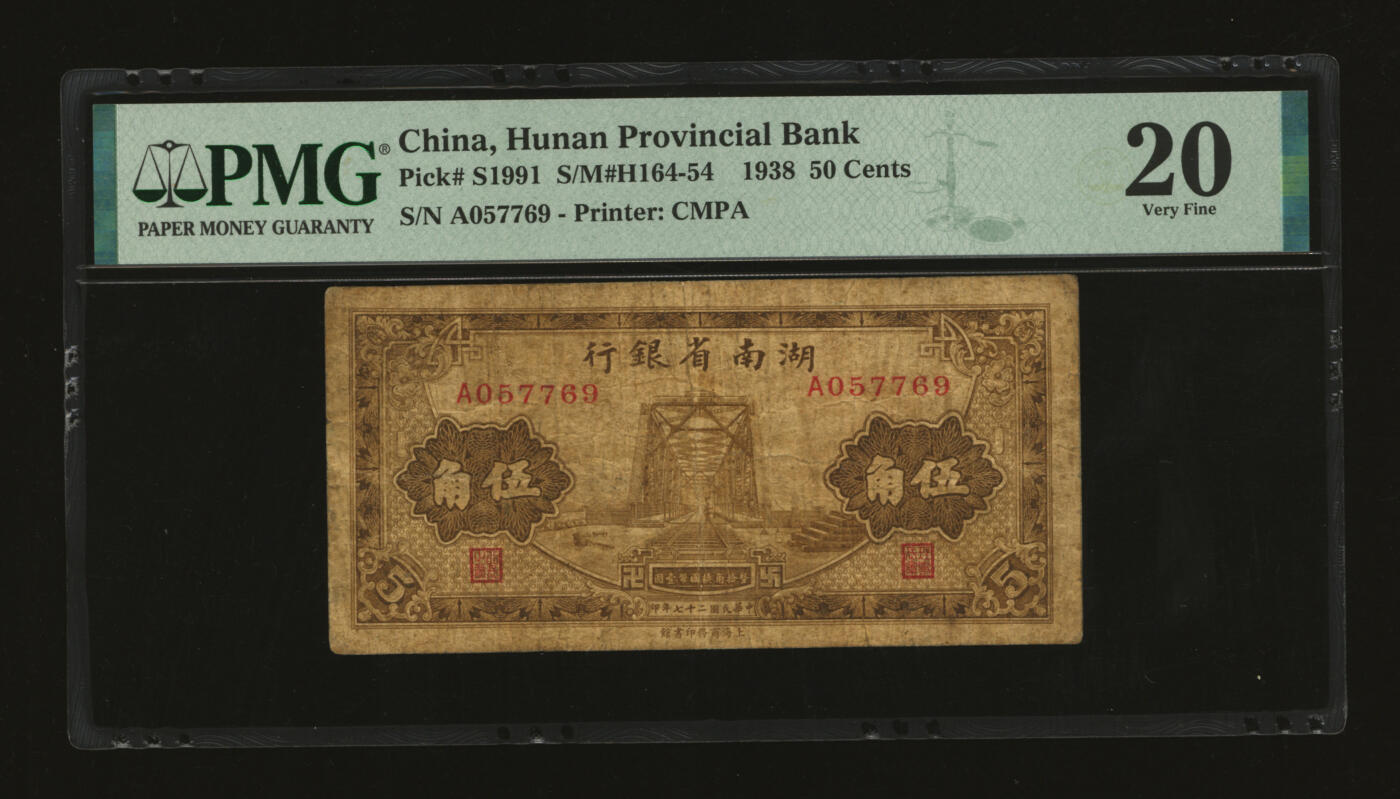 PMG®
PAPER MONEY GUARANTY
China, Hunan Provincial Bank
Pick# S1991 S/M#H164-54 1938 50 Cents
S/N A057769 - Printer: CMPA
20
Very Fine
行銀省南湖
A057769 A057769
角伍 角伍
5 5
印年七十二國民華中
館書印務商海上